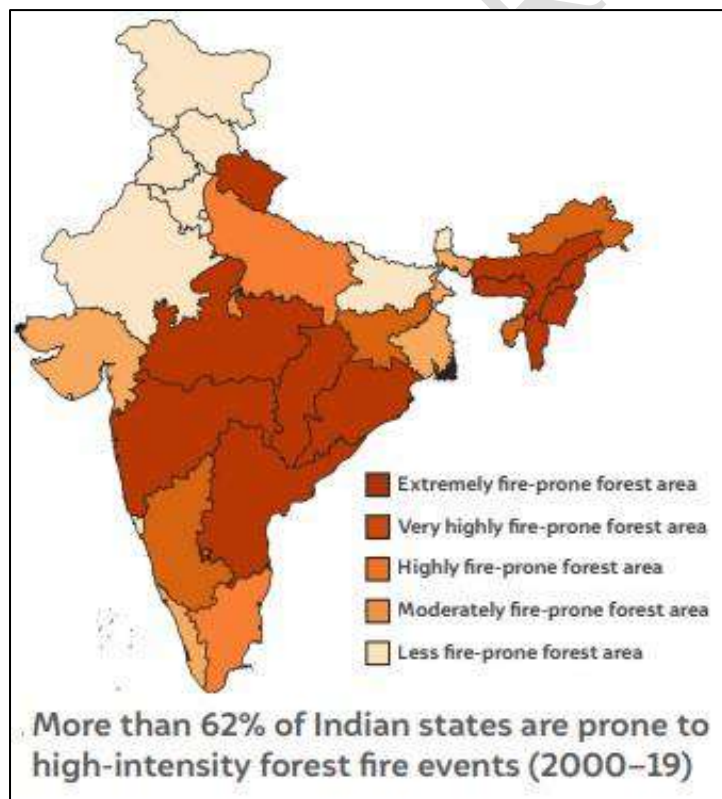 Extremely fire-prone forest area
Very highly fire-prone forest area
Highly fire-prone forest area
Moderately fire-prone forest area
Less fire-prone forest area
More than 62% of Indian states are prone to
high-intensity forest fire events (2000–19)